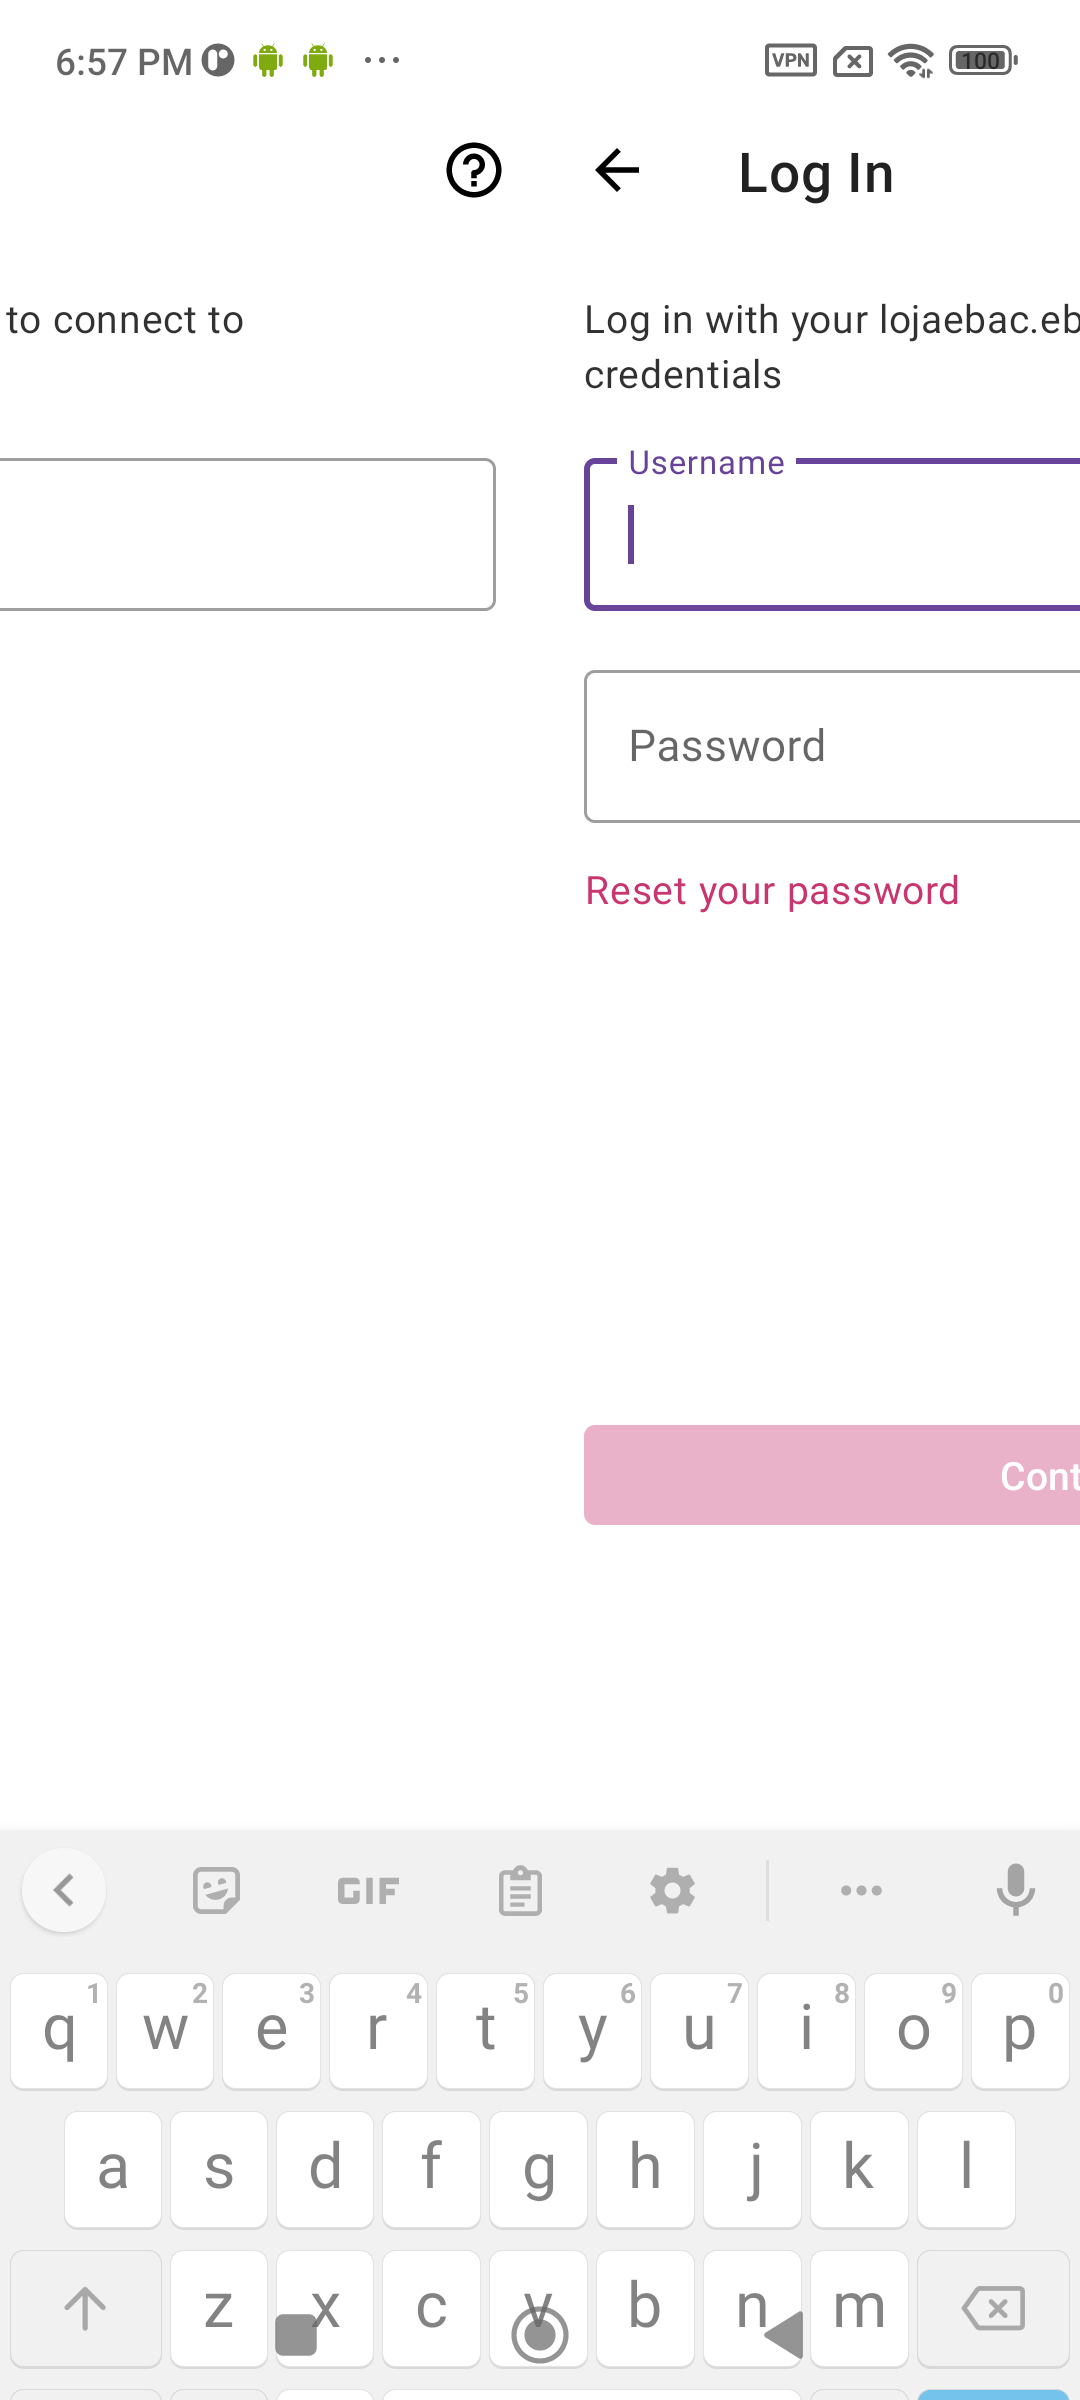 6:57 PM
VPN
100
Log In
to connect to
Log in with your lojaebac.eb
credentials
Username
Password
Reset your password
Cont
GIF
1 2 3 4 5 6 7 8 9 0
q w e r t y u i o p
a s d f g h j k l
z x c v b n m